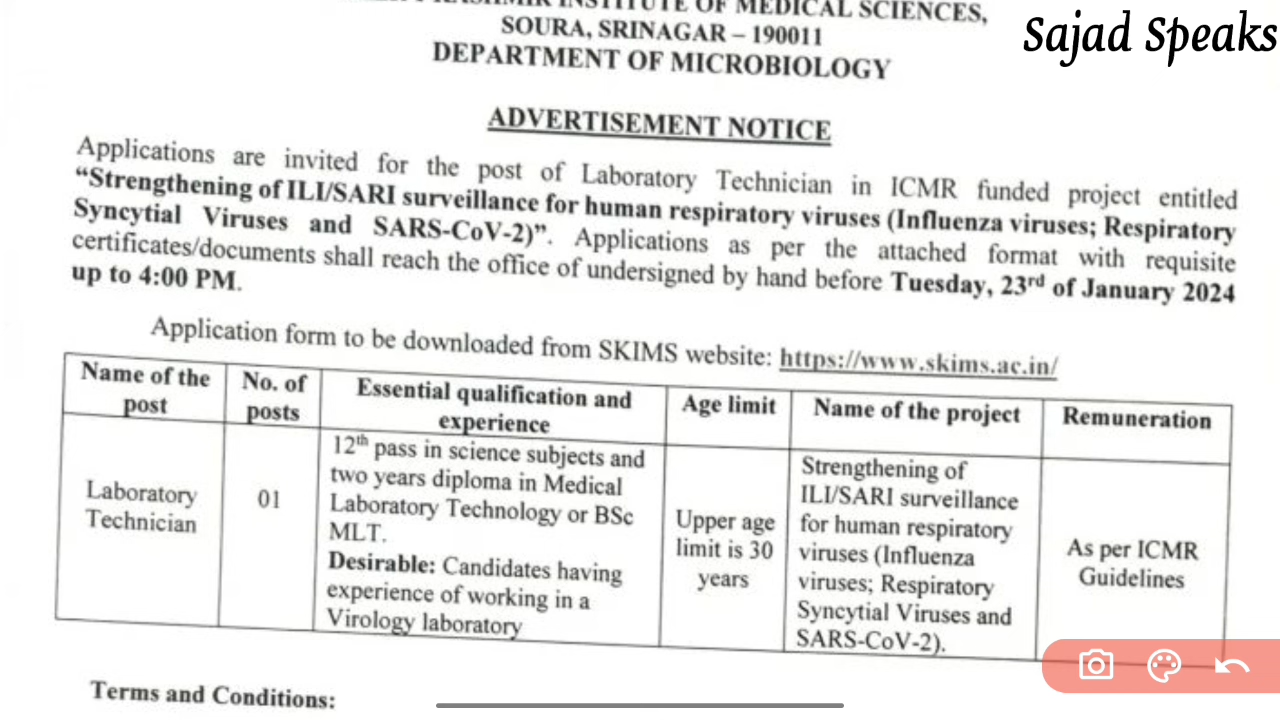 INSTITUTE OF MEDICAL SCIENCES,
SOURA, SRINAGAR – 190011
DEPARTMENT OF MICROBIOLOGY
Sajad Speaks
ADVERTISEMENT NOTICE
Applications are invited for the post of Laboratory Technician in ICMR funded project entitled
“Strengthening of ILI/SARI surveillance for human respiratory viruses (Influenza viruses; Respiratory
Syncytial Viruses and SARS-CoV-2)”. Applications as per the attached format with requisite
certificates/documents shall reach the office of undersigned by hand before Tuesday, 23rd of January 2024
up to 4:00 PM.
Application form to be downloaded from SKIMS website: https://www.skims.ac.in/
Name of the
post
No. of
posts
Essential qualification and
experience
Age limit
Name of the project
Remuneration
Laboratory
Technician
01
12th pass in science subjects and
two years diploma in Medical
Laboratory Technology or BSc
MLT.
Desirable: Candidates having
experience of working in a
Virology laboratory
Upper age
limit is 30
years
Strengthening of
ILI/SARI surveillance
for human respiratory
viruses (Influenza
viruses; Respiratory
Syncytial Viruses and
SARS-CoV-2).
As per ICMR
Guidelines
Terms and Conditions: